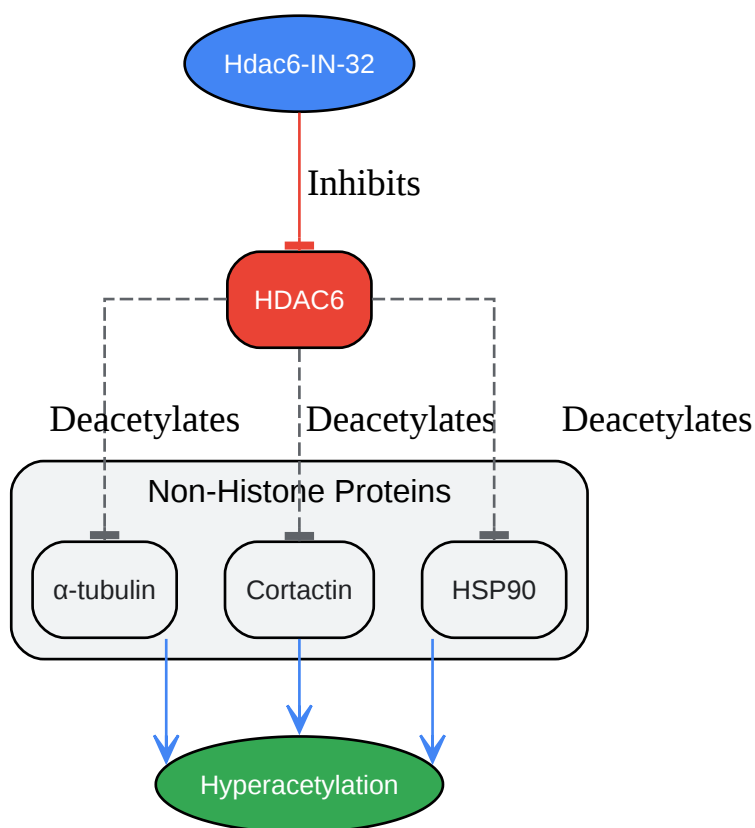 Hdac6-IN-32
Inhibits
HDAC6
Deacetylates Deacetylates Deacetylates
Non-Histone Proteins
α-tubulin Cortactin HSP90
Hyperacetylation